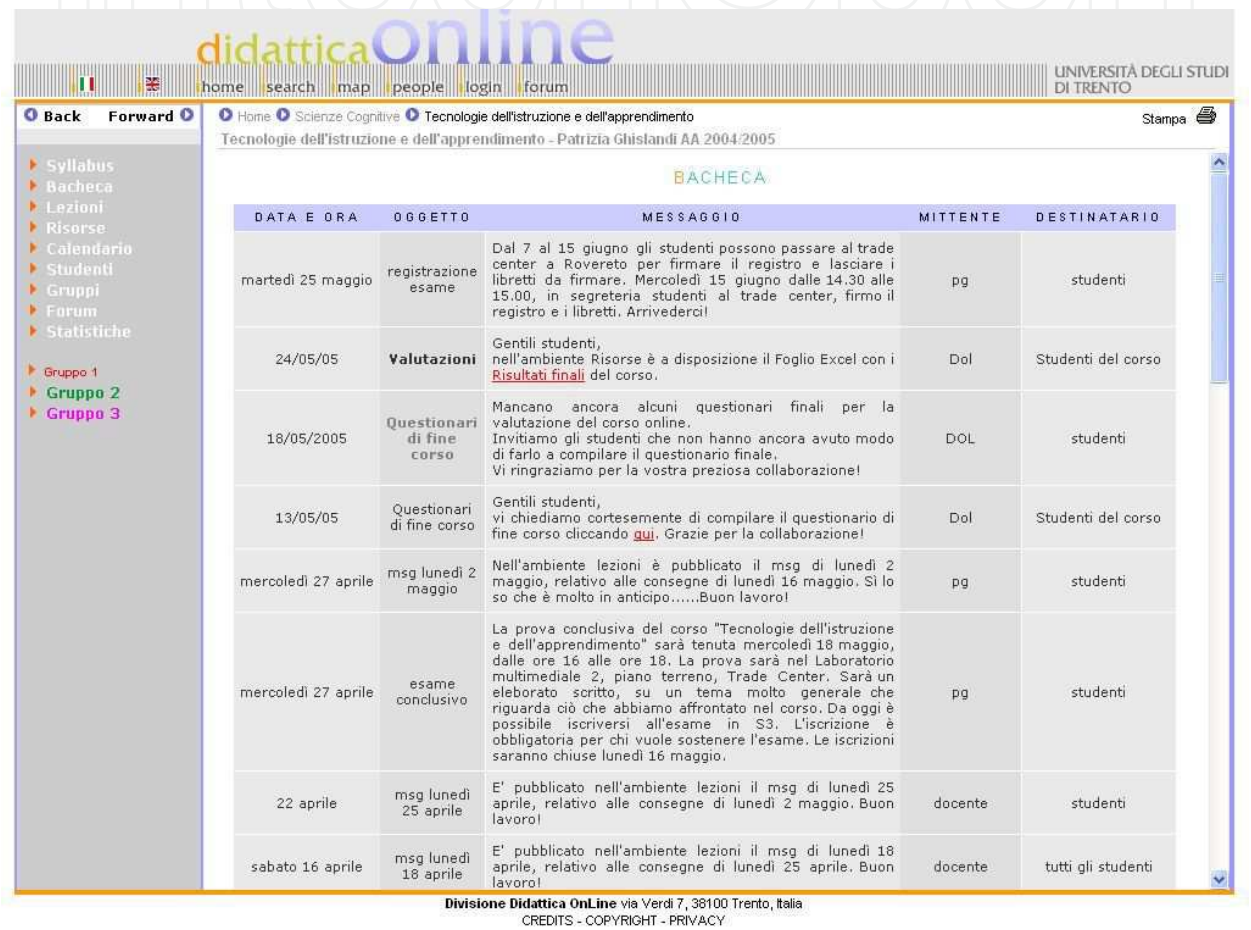 didatticaonline
home search map people login forum
UNIVERSITÀ DEGLI STUDI
DI TRENTO
Back Forward
Home Scienze Cognitive Tecnologie dell'istruzione e dell'apprendimento
Stampa
Tecnologie dell'istruzione e dell'apprendimento - Patrizia Ghislandi AA 2004/2005
Syllabus
Bacheca
Lezioni
Risorse
Calendario
Studenti
Gruppi
Forum
Statistiche
Gruppo 1
Gruppo 2
Gruppo 3
BACHECA
DATA E ORA OGGETTO MESSAGGIO MITTENTE DESTINATARIO
martedì 25 maggio
registrazione
esame
Dal 7 al 15 giugno gli studenti possono passare al trade
center a Rovereto per firmare il registro e lasciare i
libretti da firmare. Mercoledì 15 giugno dalle 14.30 alle
15.00, in segreteria studenti al trade center, firmo il
registro e i libretti. Arrivederci!
pg
studenti
24/05/05
Valutazioni
Gentili studenti,
nell'ambiente Risorse è a disposizione il Foglio Excel con i
Risultati finali del corso.
Dol
Studenti del corso
18/05/2005
Questionari
di fine
corso
Mancano ancora alcuni questionari finali per la
valutazione del corso online.
Invitiamo gli studenti che non hanno ancora avuto modo
di farlo a compilare il questionario finale.
Vi ringraziamo per la vostra preziosa collaborazione!
DOL
studenti
13/05/05
Questionari
di fine corso
Gentili studenti,
vi chiediamo cortesemente di compilare il questionario di
fine corso cliccando qui. Grazie per la collaborazione!
Dol
Studenti del corso
mercoledì 27 aprile
msg lunedì 2
maggio
Nell'ambiente lezioni è pubblicato il msg di lunedì 2
maggio, relativo alle consegne di lunedì 16 maggio. Sì lo
so che è molto in anticipo......Buon lavoro!
pg
studenti
mercoledì 27 aprile
esame
conclusivo
La prova conclusiva del corso "Tecnologie dell'istruzione
e dell'apprendimento" sarà tenuta mercoledì 18 maggio,
dalle ore 16 alle ore 18. La prova sarà nel Laboratorio
multimediale 2, piano terreno, Trade Center. Sarà un
eleborato scritto, su un tema molto generale che
riguarda ciò che abbiamo affrontato nel corso. Da oggi è
possibile iscriversi all'esame in S3. L'iscrizione è
obbligatoria per chi vuole sostenere l'esame. Le iscrizioni
saranno chiuse lunedì 16 maggio.
pg
studenti
22 aprile
msg lunedì
25 aprile
E' pubblicato nell'ambiente lezioni il msg di lunedì 25
aprile, relativo alle consegne di lunedì 2 maggio. Buon
lavoro!
docente
studenti
sabato 16 aprile
msg lunedì
18 aprile
E' pubblicato nell'ambiente lezioni il msg di lunedì 18
aprile, relativo alle consegne di lunedì 25 aprile. Buon
lavoro!
docente
tutti gli studenti
Divisione Didattica OnLine via Verdi 7, 38100 Trento, Italia
CREDITS - COPYRIGHT - PRIVACY